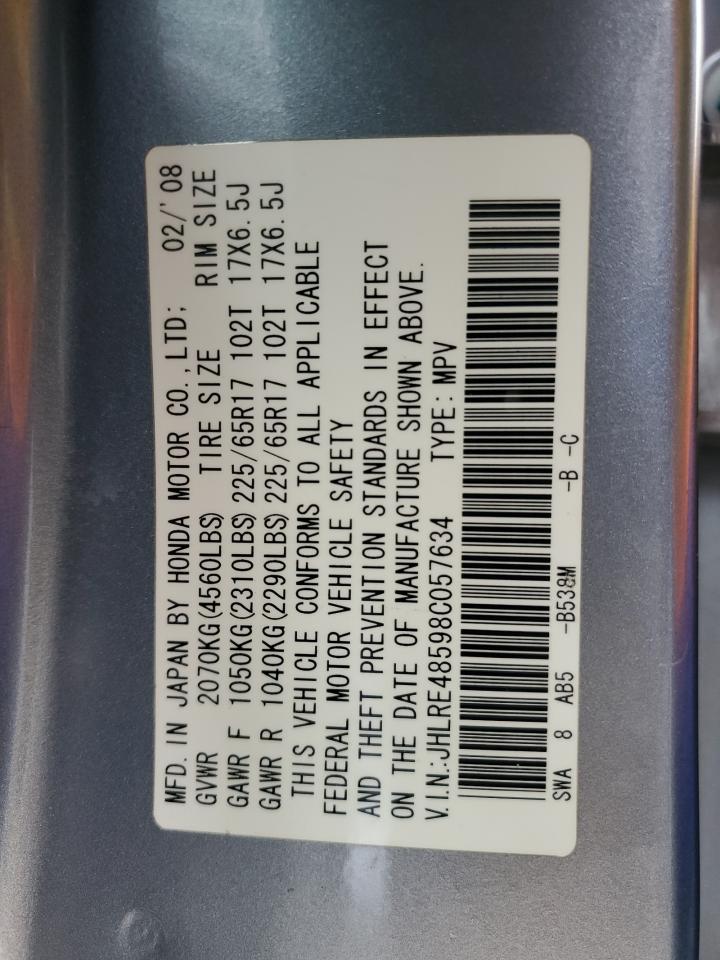 MFD. IN JAPAN BY HONDA MOTOR CO., LTD; 02/'08
GVWR 2070KG(4560LBS) TIRE SIZE RIM SIZE
GAWR F 1050KG(2310LBS) 225/65R17 102T 17X6.5J
GAWR R 1040KG(2290LBS) 225/65R17 102T 17X6.5J
THIS VEHICLE CONFORMS TO ALL APPLICABLE
FEDERAL MOTOR VEHICLE SAFETY
AND THEFT PREVENTION STANDARDS IN EFFECT
ON THE DATE OF MANUFACTURE SHOWN ABOVE.
V.I.N.:JHLRE48598C057634 TYPE: MPV
SWA 8 AB5 -B538M -B -C